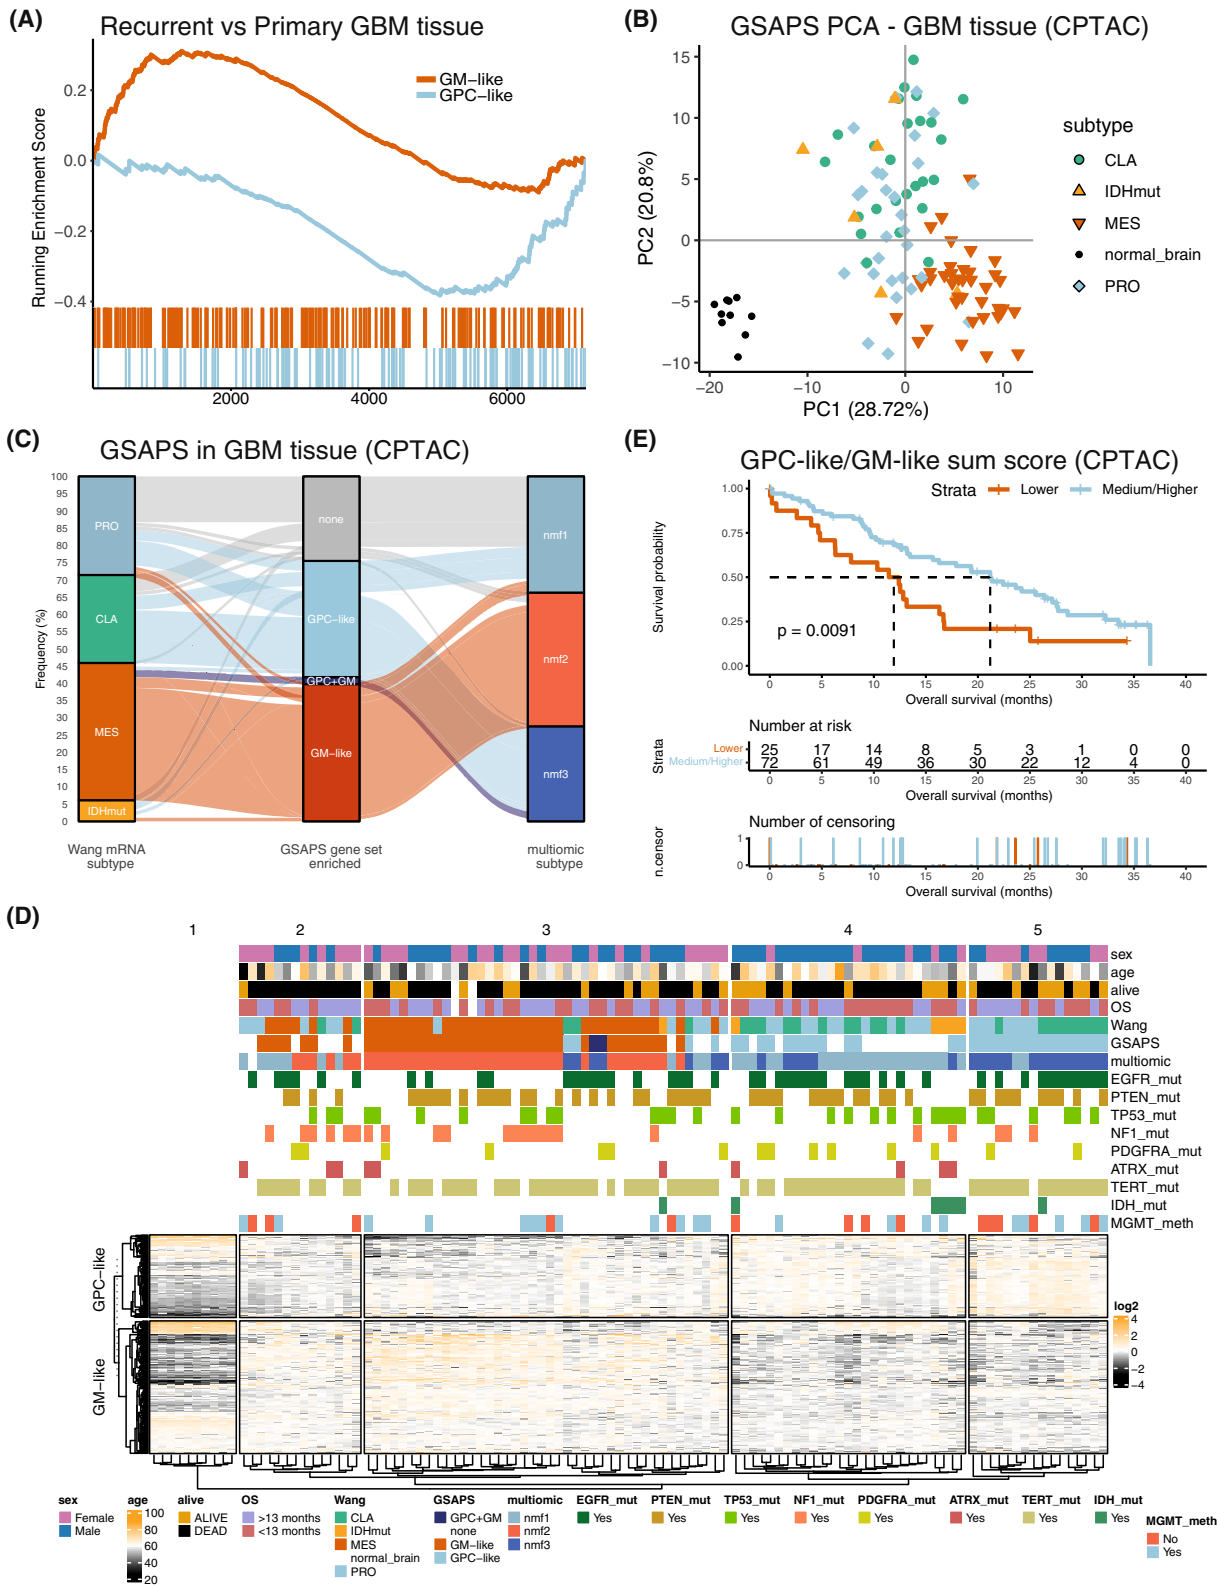 (A)
Recurrent vs Primary GBM tissue
GM-like
GPC-like
Running Enrichment Score
0.2
0.0
−0.2
−0.4
2000
4000
6000
(B)
GSAPS PCA - GBM tissue (CPTAC)
PC2 (20.8%)
15
10
5
0
−5
−10
−20
−10
0
10
PC1 (28.72%)
subtype
CLA
IDHmut
MES
normal_brain
PRO
(C)
GSAPS in GBM tissue (CPTAC)
Frequency (%)
100
95
90
85
80
75
70
65
60
55
50
45
40
35
30
25
20
15
10
5
0
PRO
CLA
MES
IDHmut
none
GPC-like
GPC+GM
GM-like
nmf1
nmf2
nmf3
Wang mRNA
subtype
GSAPS gene set
enriched
multiomic
subtype
(E)
GPC-like/GM-like sum score (CPTAC)
Strata
Lower
Medium/Higher
Survival probability
1.00
0.75
0.50
0.25
0.00
p = 0.0091
0 5 10 15 20 25 30 35 40
Overall survival (months)
Number at risk
Strata
Lower
25 17 14 8 5 3 1 0 0
Medium/Higher
72 61 49 36 30 22 12 4 0
0 5 10 15 20 25 30 35 40
Overall survival (months)
Number of censoring
n.censor
1
0
0 5 10 15 20 25 30 35 40
Overall survival (months)
(D)
1 2 3 4 5
sex
age
alive
OS
Wang
GSAPS
multiomic
EGFR_mut
PTEN_mut
TP53_mut
NF1_mut
PDGFRA_mut
ATRX_mut
TERT_mut
IDH_mut
MGMT_meth
GPC-like
GM-like
log2
4
2
0
−2
−4
sex
Female
Male
age
100
80
60
40
20
alive
ALIVE
DEAD
OS
>13 months
<13 months
Wang
CLA
IDHmut
MES
normal_brain
PRO
GSAPS
GPC+GM
none
GM-like
GPC-like
multiomic
nmf1
nmf2
nmf3
EGFR_mut
Yes
PTEN_mut
Yes
TP53_mut
Yes
NF1_mut
Yes
PDGFRA_mut
Yes
ATRX_mut
Yes
TERT_mut
Yes
IDH_mut
Yes
MGMT_meth
No
Yes